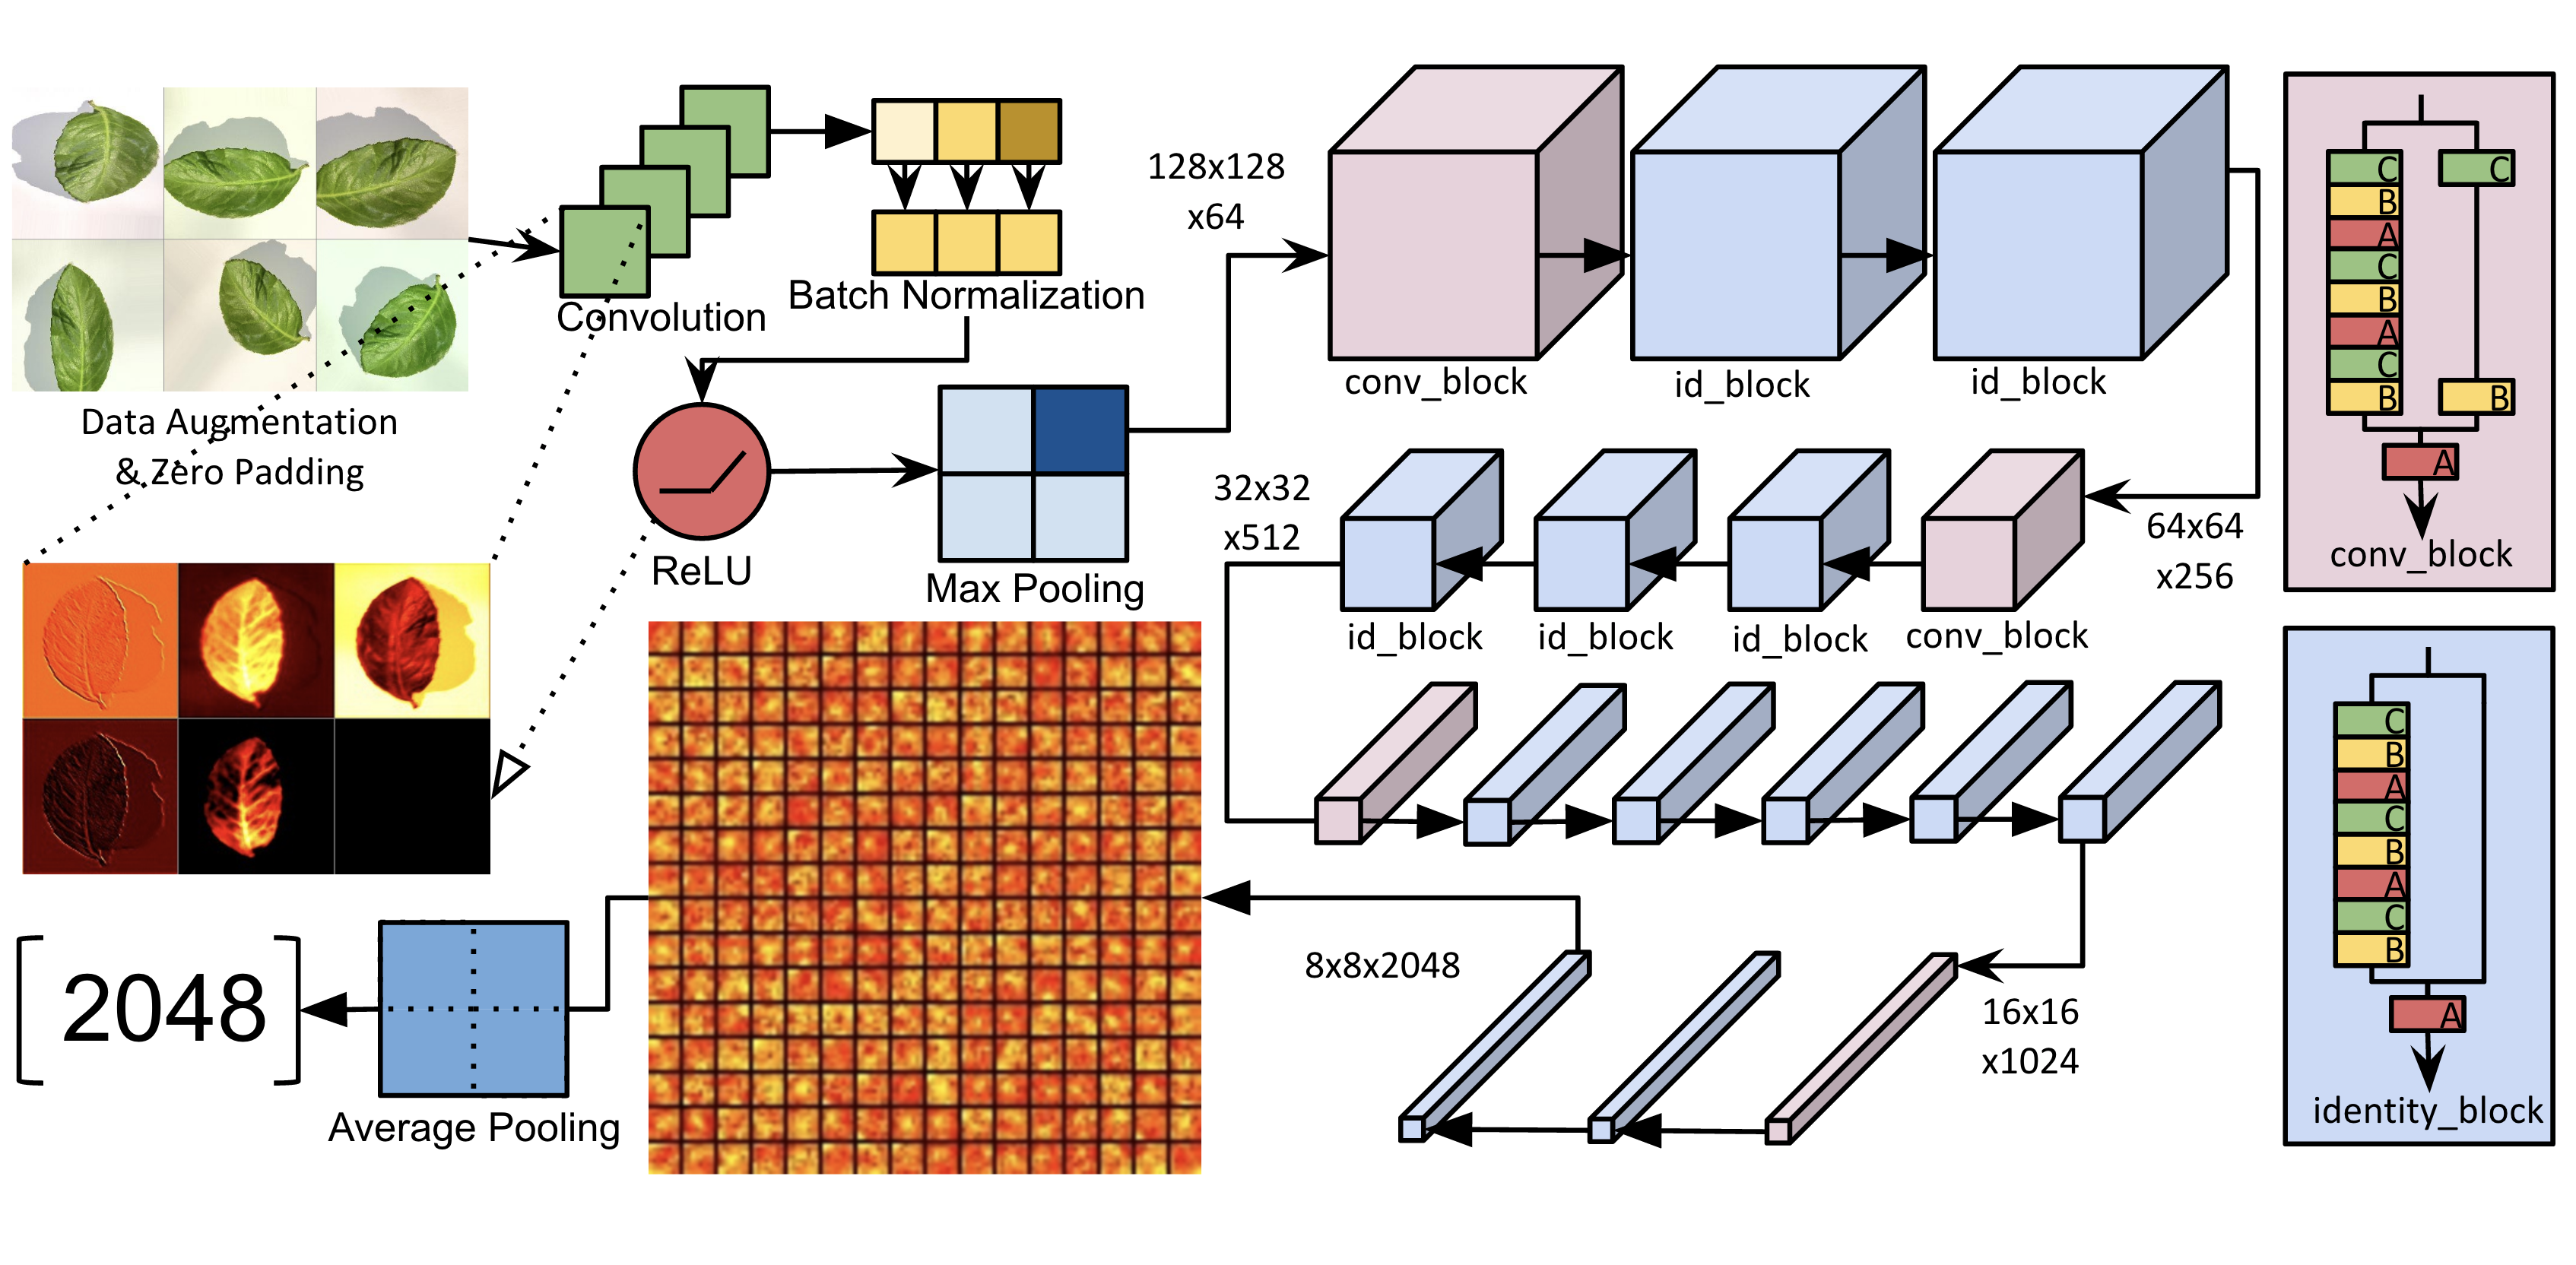 Data Augmentation
& Zero Padding
Convolution
Batch Normalization
ReLU
Max Pooling
128x128
x64
conv_block
id_block
id_block
64x64
x256
conv_block
id_block
id_block
id_block
32x32
x512
16x16
x1024
8x8x2048
Average Pooling
[2048]
C
B
A
C
B
A
C
B
C
B
A
conv_block
C
B
A
C
B
A
C
B
A
identity_block